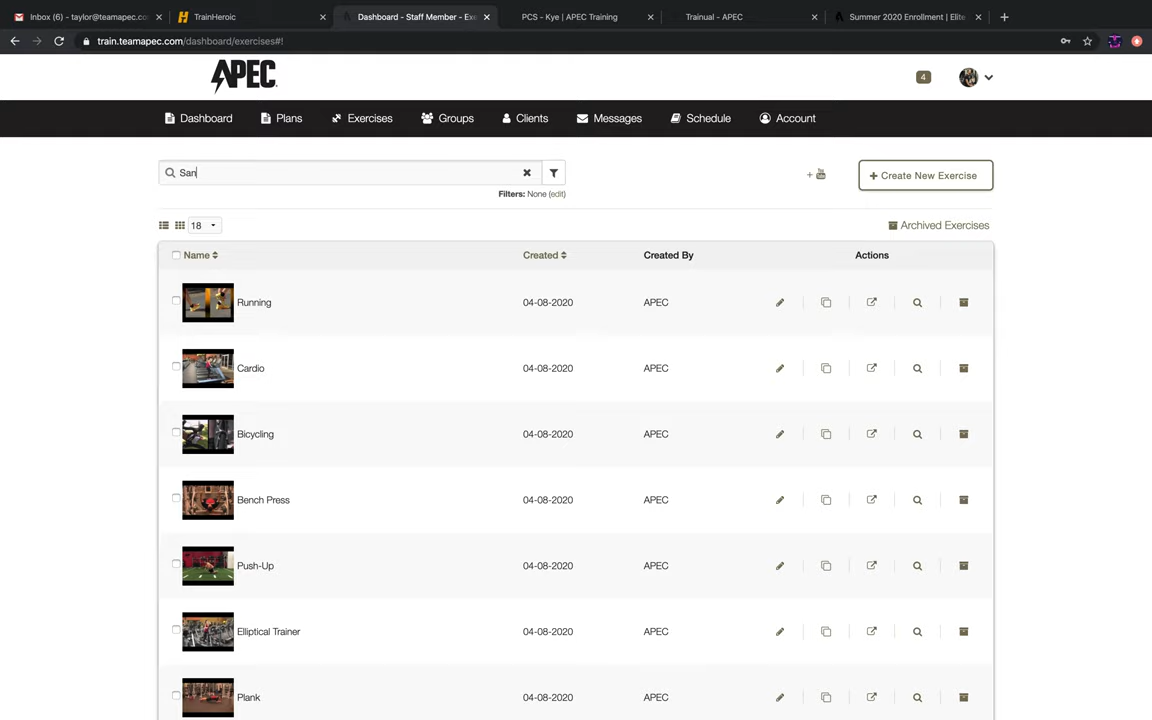 Inbox (6) - taylor@teamapec.com
TrainHeroic
Dashboard - Staff Member - Ex
PCS - Kye | APEC Training
Trainual - APEC
Summer 2020 Enrollment | Elite
train.teamapec.com/dashboard/exercises#!
APEC
4
Dashboard
Plans
Exercises
Groups
Clients
Messages
Schedule
Account
San
Filters: None (edit)
+ You Tube
+ Create New Exercise
18
Archived Exercises
Name Created Created By Actions
Running 04-08-2020 APEC
Cardio 04-08-2020 APEC
Bicycling 04-08-2020 APEC
Bench Press 04-08-2020 APEC
Push-Up 04-08-2020 APEC
Elliptical Trainer 04-08-2020 APEC
Plank 04-08-2020 APEC